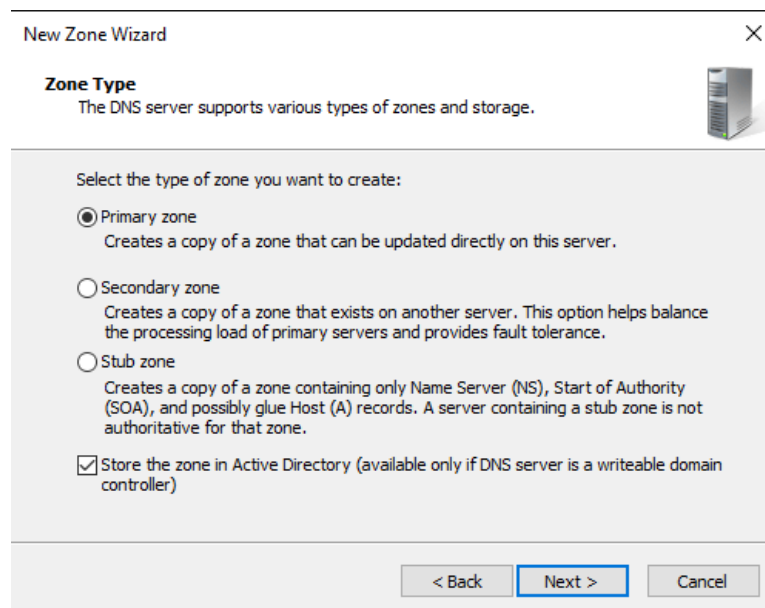 New Zone Wizard
Zone Type
The DNS server supports various types of zones and storage.
Select the type of zone you want to create:
Primary zone
Creates a copy of a zone that can be updated directly on this server.
Secondary zone
Creates a copy of a zone that exists on another server. This option helps balance
the processing load of primary servers and provides fault tolerance.
Stub zone
Creates a copy of a zone containing only Name Server (NS), Start of Authority
(SOA), and possibly glue Host (A) records. A server containing a stub zone is not
authoritative for that zone.
Store the zone in Active Directory (available only if DNS server is a writeable domain
controller)
< Back Next > Cancel